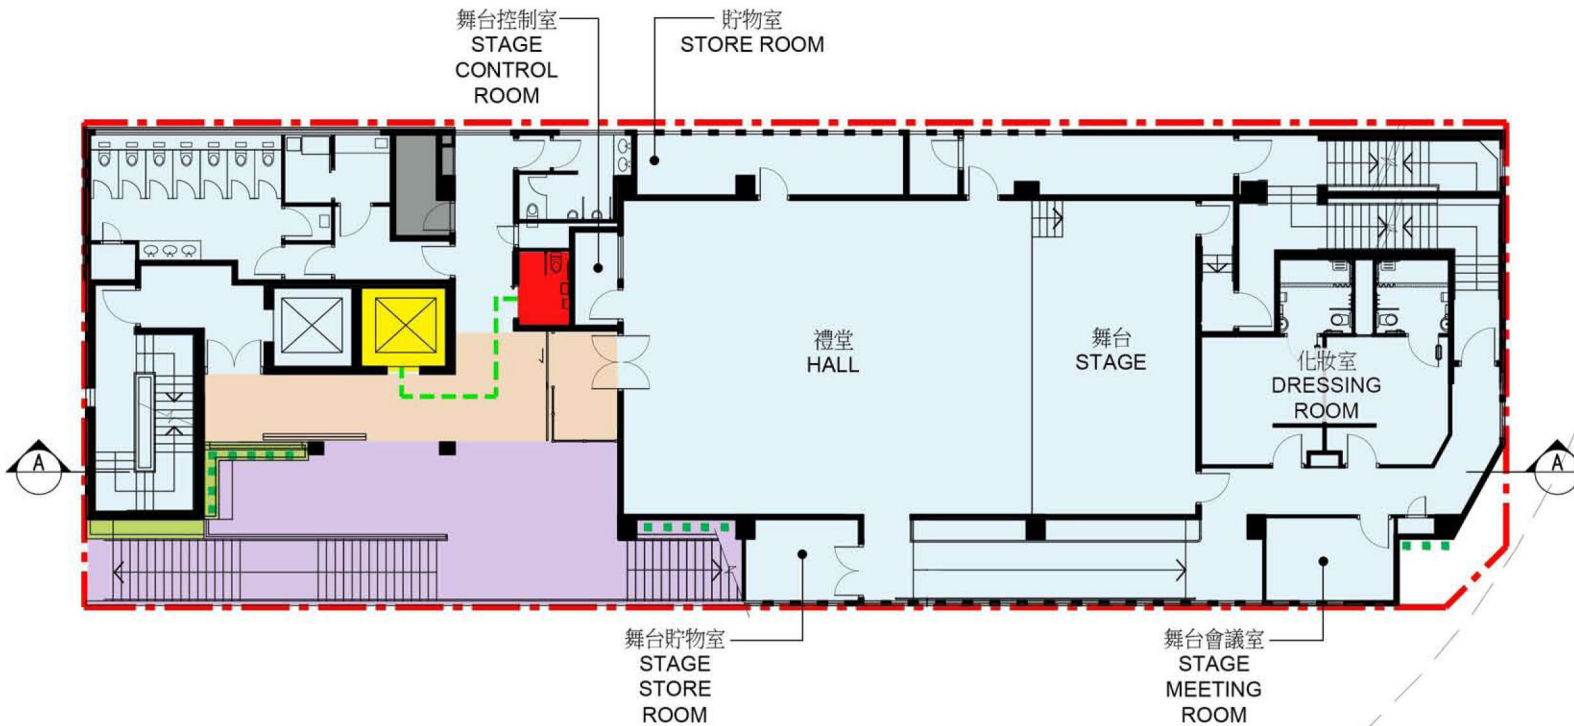 舞台控制室
STAGE
CONTROL
ROOM
貯物室
STORE ROOM
禮堂
HALL
舞台
STAGE
化妝室
DRESSING
ROOM
A
A
舞台貯物室
STAGE
STORE
ROOM
舞台會議室
STAGE
MEETING
ROOM